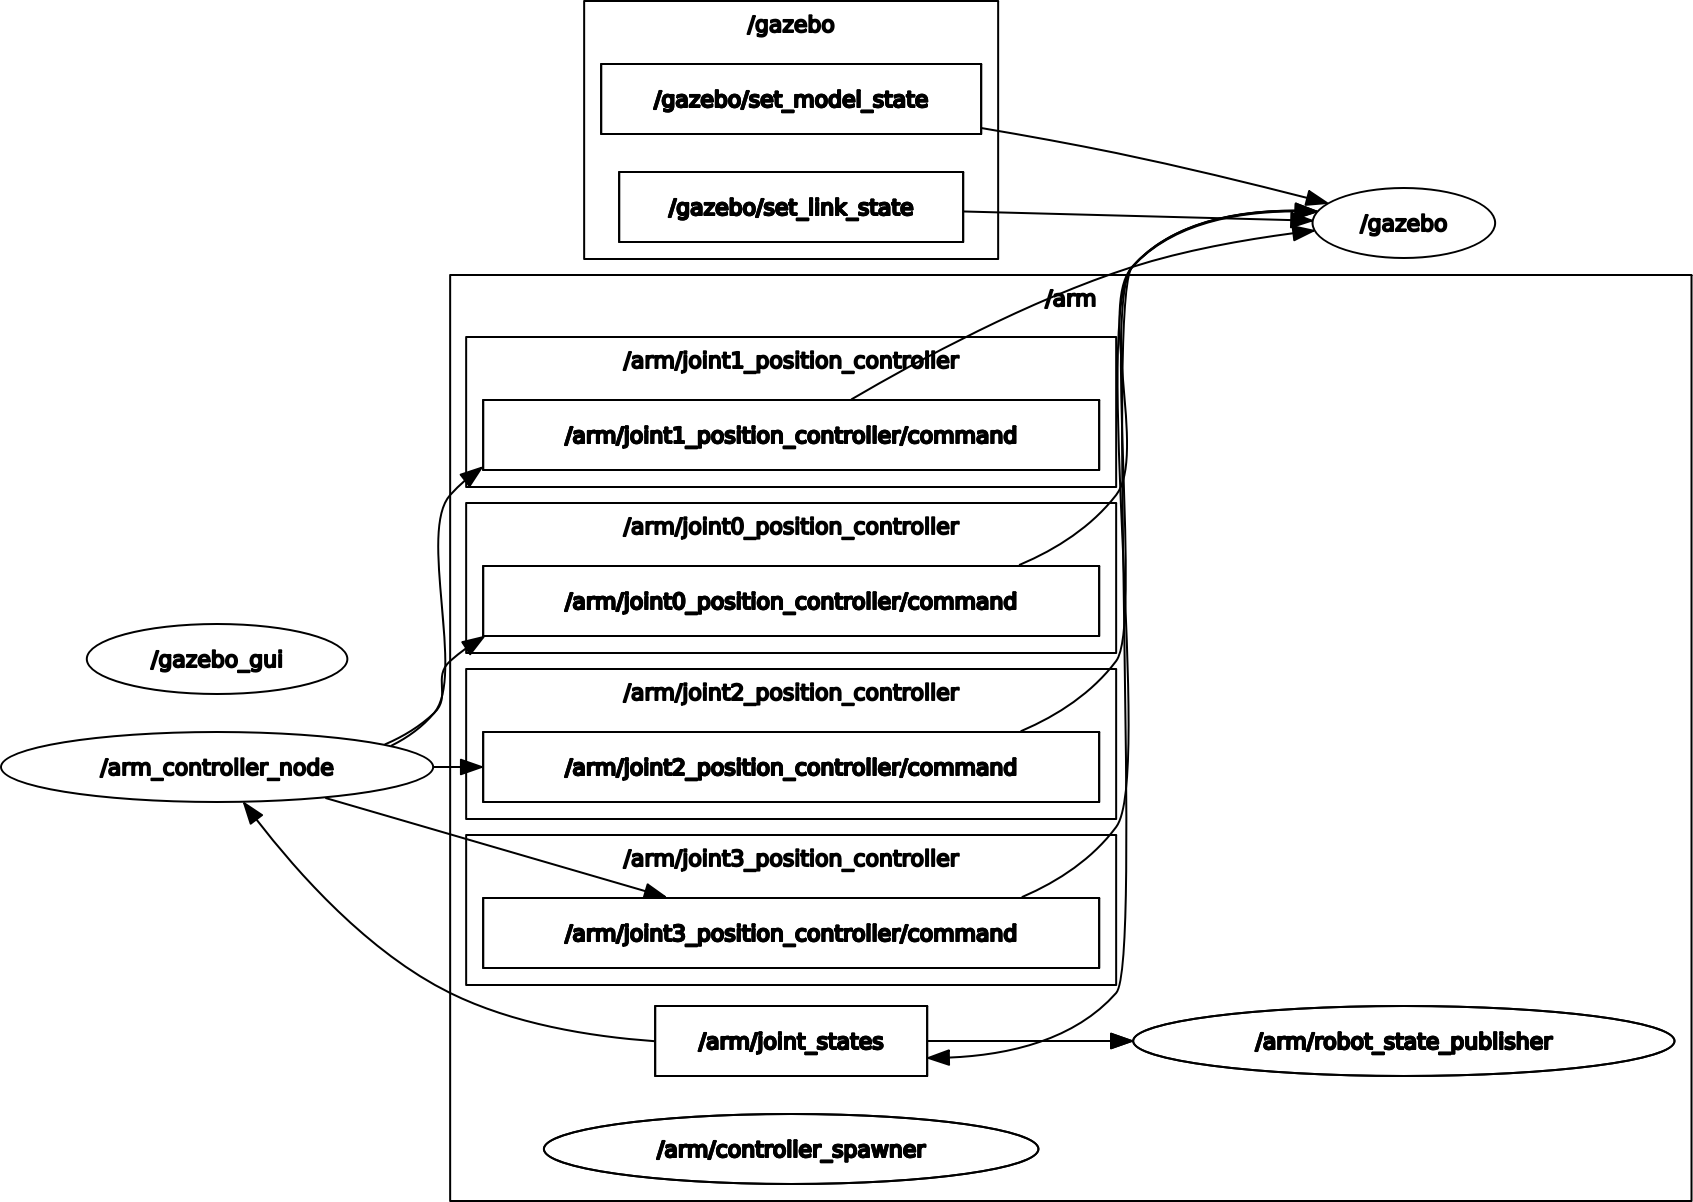 /gazebo
/gazebo/set_model_state
/gazebo/set_link_state
/gazebo
/arm
/arm/joint1_position_controller
/arm/joint1_position_controller/command
/arm/joint0_position_controller
/arm/joint0_position_controller/command
/gazebo_gui
/arm/joint2_position_controller
/arm_controller_node
/arm/joint2_position_controller/command
/arm/joint3_position_controller
/arm/joint3_position_controller/command
/arm/joint_states
/arm/robot_state_publisher
/arm/controller_spawner